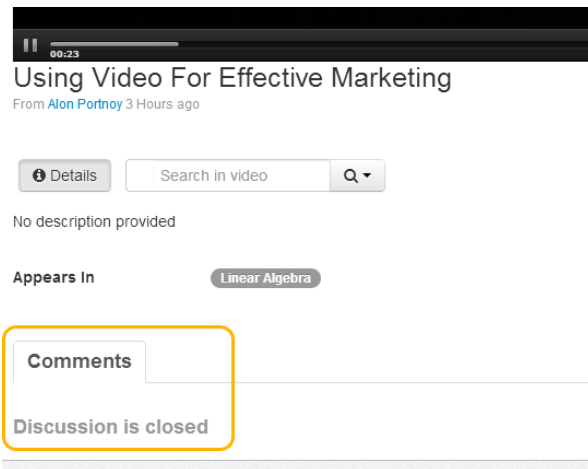 00:23
Using Video For Effective Marketing
From Alon Portnoy 3 Hours ago
Details Search in video
No description provided
Appears In Linear Algebra
Comments
Discussion is closed